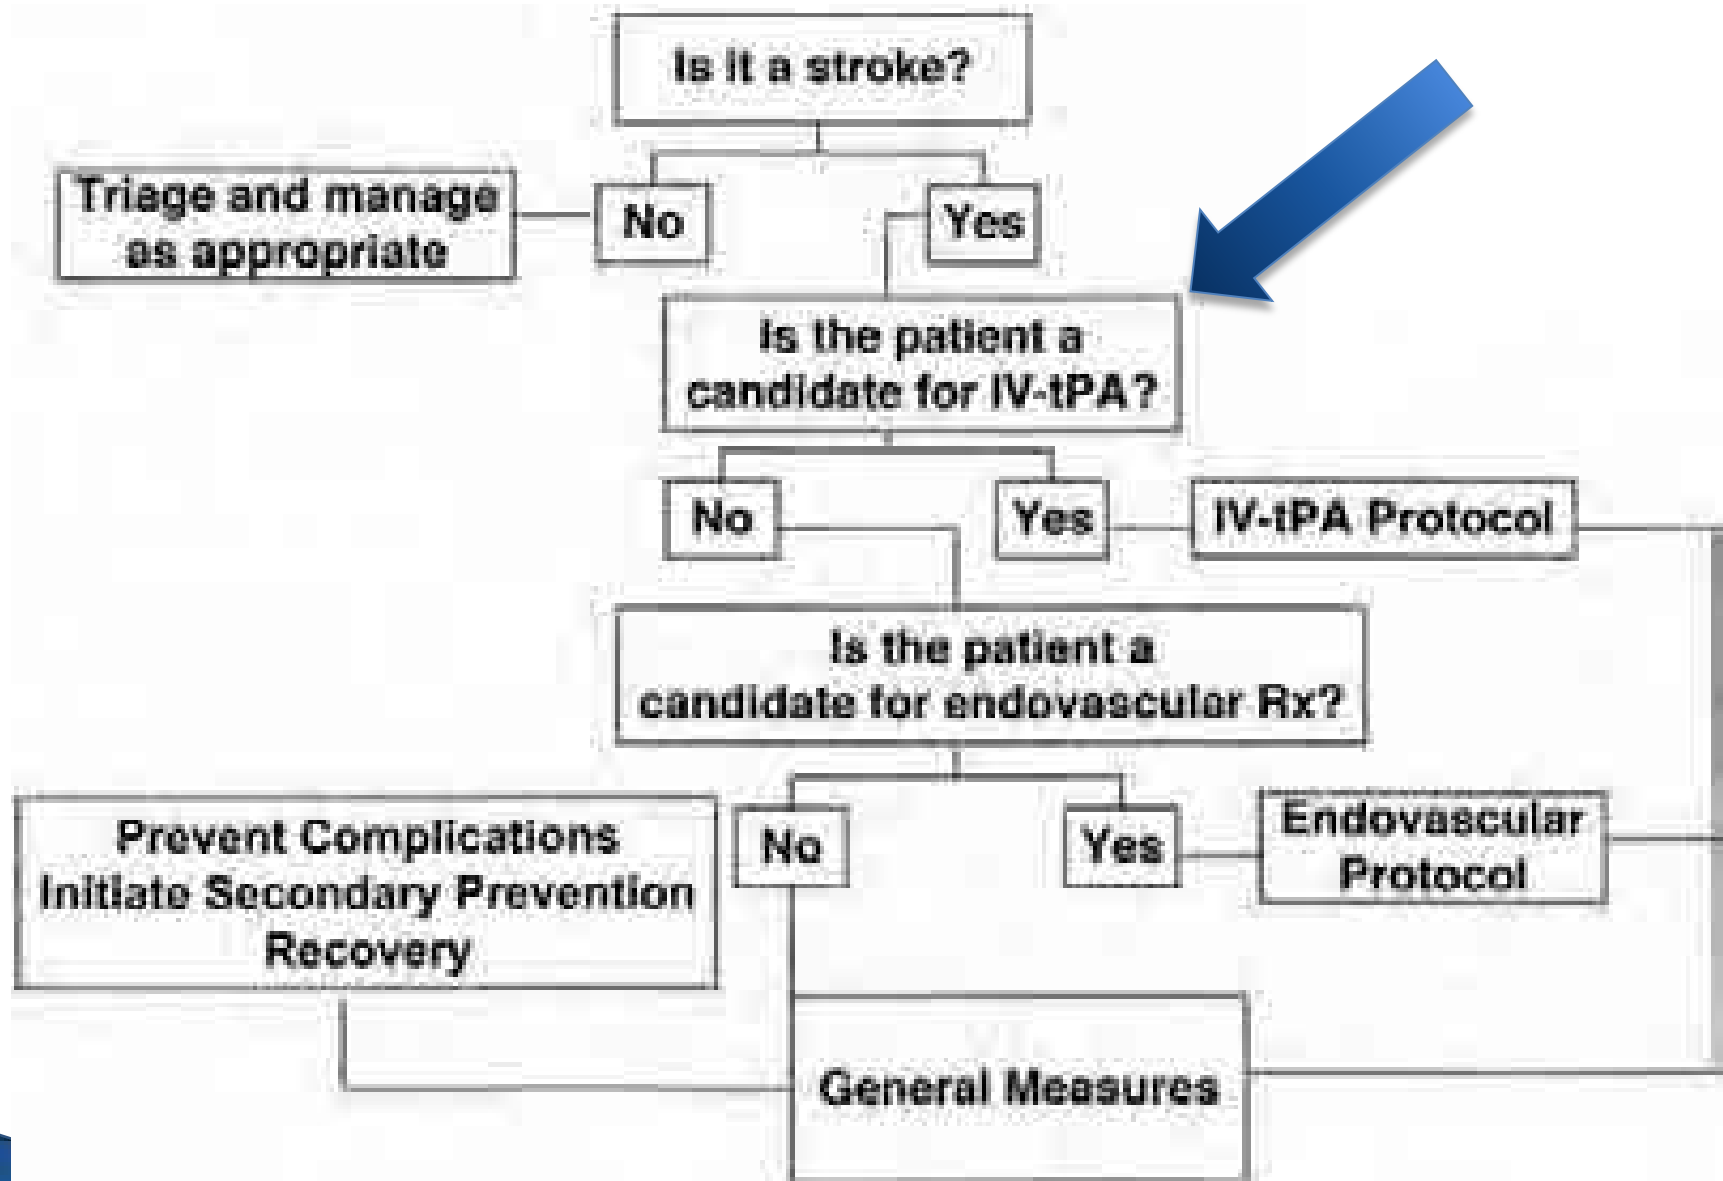 Is it a stroke?
Triage and manage
as appropriate
No
Yes
Is the patient a
candidate for IV-tPA?
No
Yes
IV-tPA Protocol
Is the patient a
candidate for endovascular Rx?
Prevent Complications
Initiate Secondary Prevention
Recovery
No
Yes
Endovascular
Protocol
General Measures